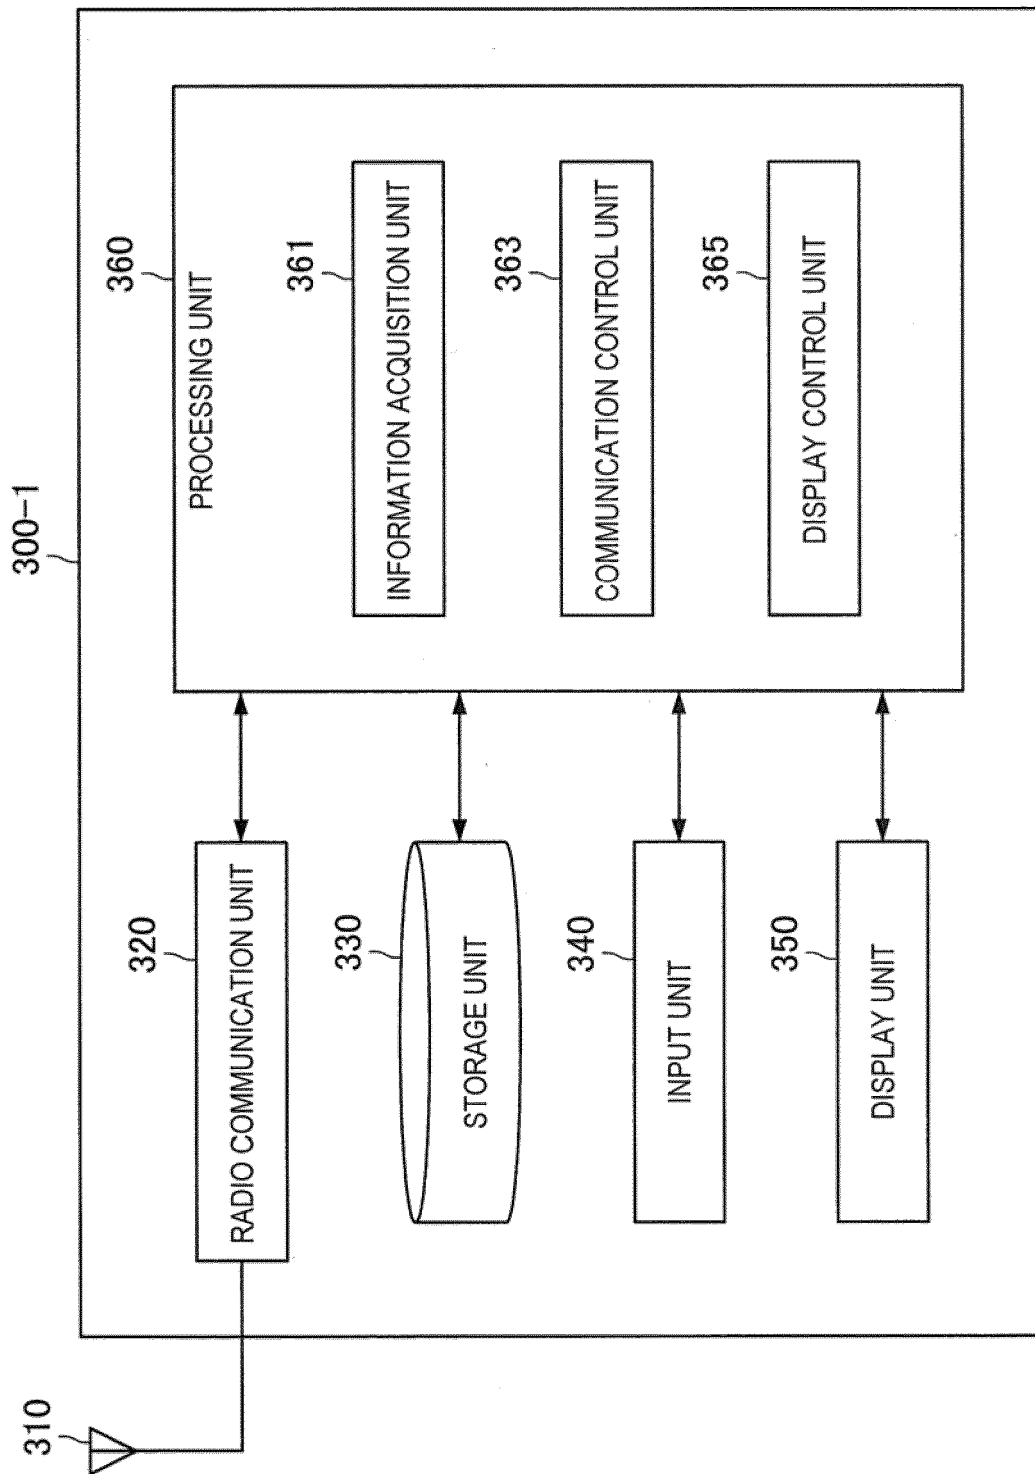 300-1
310
320
RADIO COMMUNICATION UNIT
330
STORAGE UNIT
340
INPUT UNIT
350
DISPLAY UNIT
360
PROCESSING UNIT
361
INFORMATION ACQUISITION UNIT
363
COMMUNICATION CONTROL UNIT
365
DISPLAY CONTROL UNIT